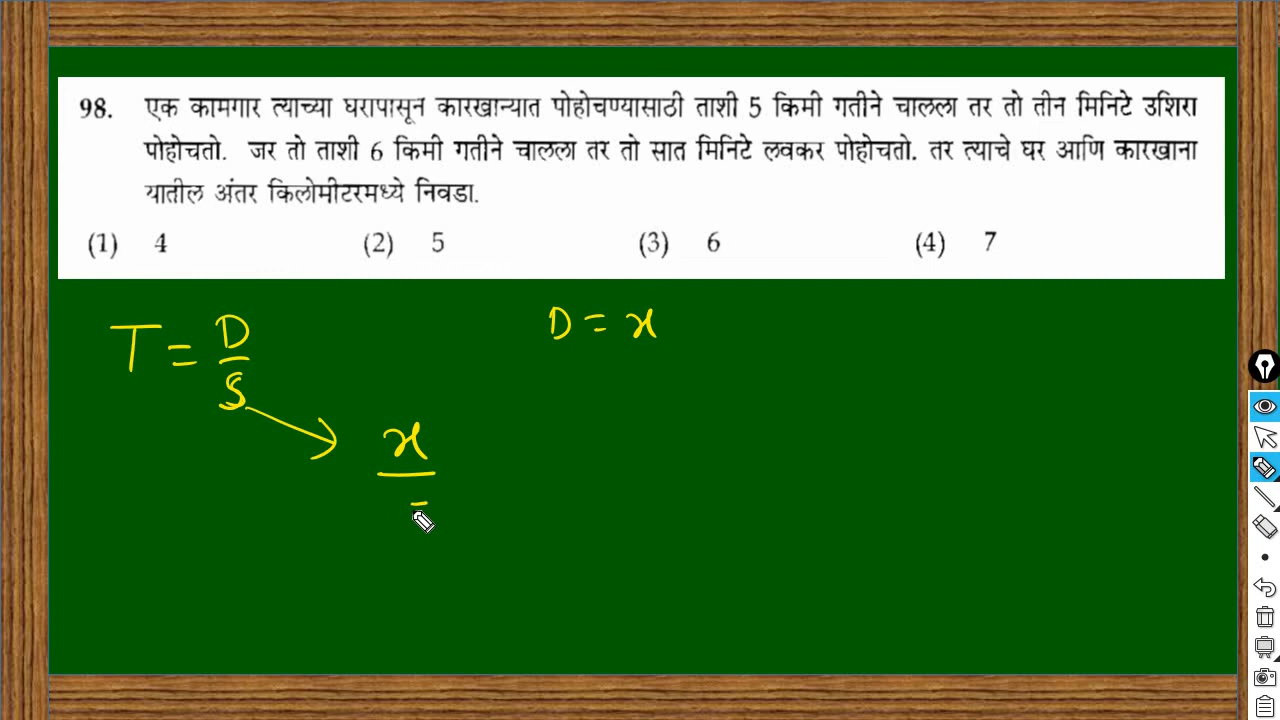 98. एक कामगार त्याच्या घरापासून कारखान्यात पोहोचण्यासाठी ताशी 5 किमी गतीने चालला तर तो तीन मिनिटे उशिरा
पोहोचतो. जर तो ताशी 6 किमी गतीने चालला तर तो सात मिनिटे लवकर पोहोचतो. तर त्याचे घर आणि कारखाना
यातील अंतर किलोमीटरमध्ये निवडा.
(1) 4 (2) 5 (3) 6 (4) 7
T = D/S
D = x
x